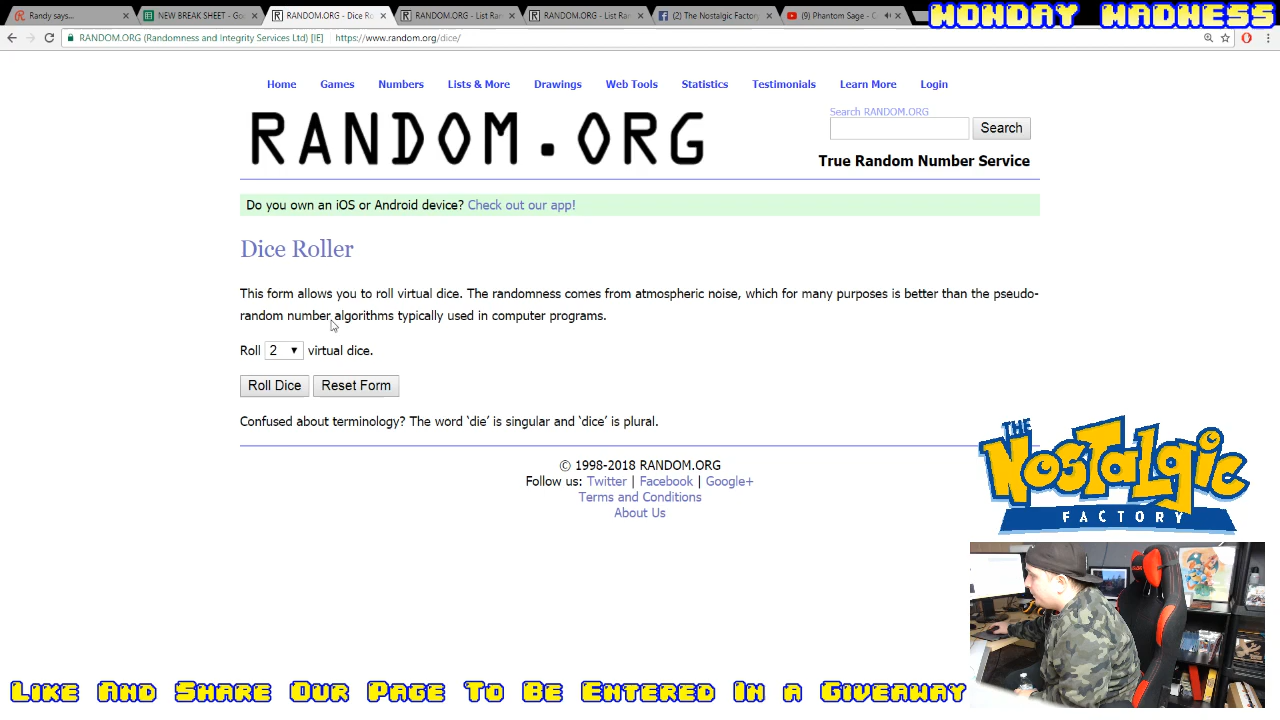 Randy says...
NEW BREAK SHEET - Goo
RANDOM.ORG - Dice Ro
RANDOM.ORG - List Ran
RANDOM.ORG - List Ran
(2) The Nostalgic Factory
(9) Phantom Sage - C
MONDAY MADNESS
RANDOM.ORG (Randomness and Integrity Services Ltd) [IE]
https://www.random.org/dice/
Home Games Numbers Lists & More Drawings Web Tools Statistics Testimonials Learn More Login
RANDOM.ORG
Search RANDOM.ORG
Search
True Random Number Service
Do you own an iOS or Android device? Check out our app!
Dice Roller
This form allows you to roll virtual dice. The randomness comes from atmospheric noise, which for many purposes is better than the pseudo-
random number algorithms typically used in computer programs.
Roll 2 virtual dice.
Roll Dice Reset Form
Confused about terminology? The word ‘die’ is singular and ‘dice’ is plural.
© 1998-2018 RANDOM.ORG
Follow us: Twitter | Facebook | Google+
Terms and Conditions
About Us
THE
NOSTALGIC
FACTORY
LIKE AND SHARE OUR PAGE TO BE ENTERED IN A GIVEAWAY